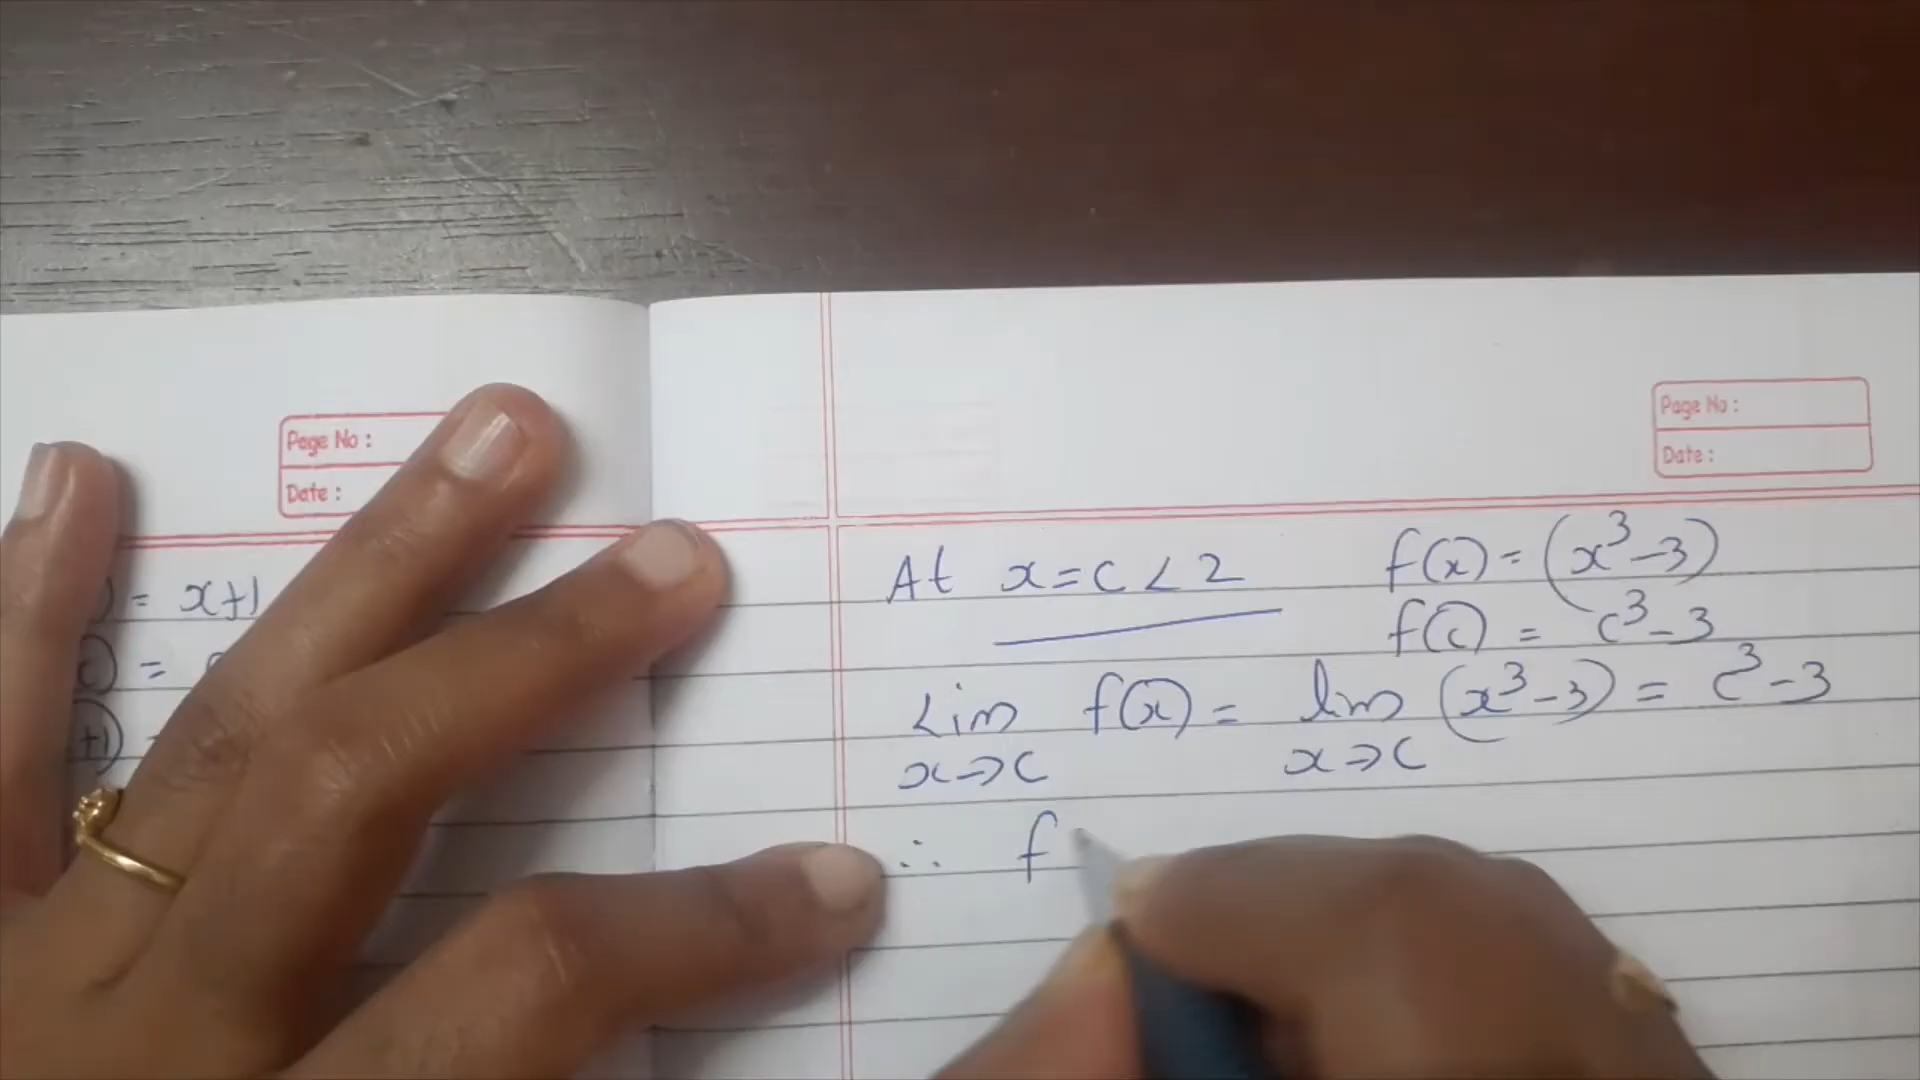 Page No :
Date :
) = x+1
) =
+1)
Page No :
Date :
At x=c<2 f(x) = (x³-3)
f(c) = c³-3
Lim f(x) = lim (x³-3) = c³-3
x→c x→c
∴ f